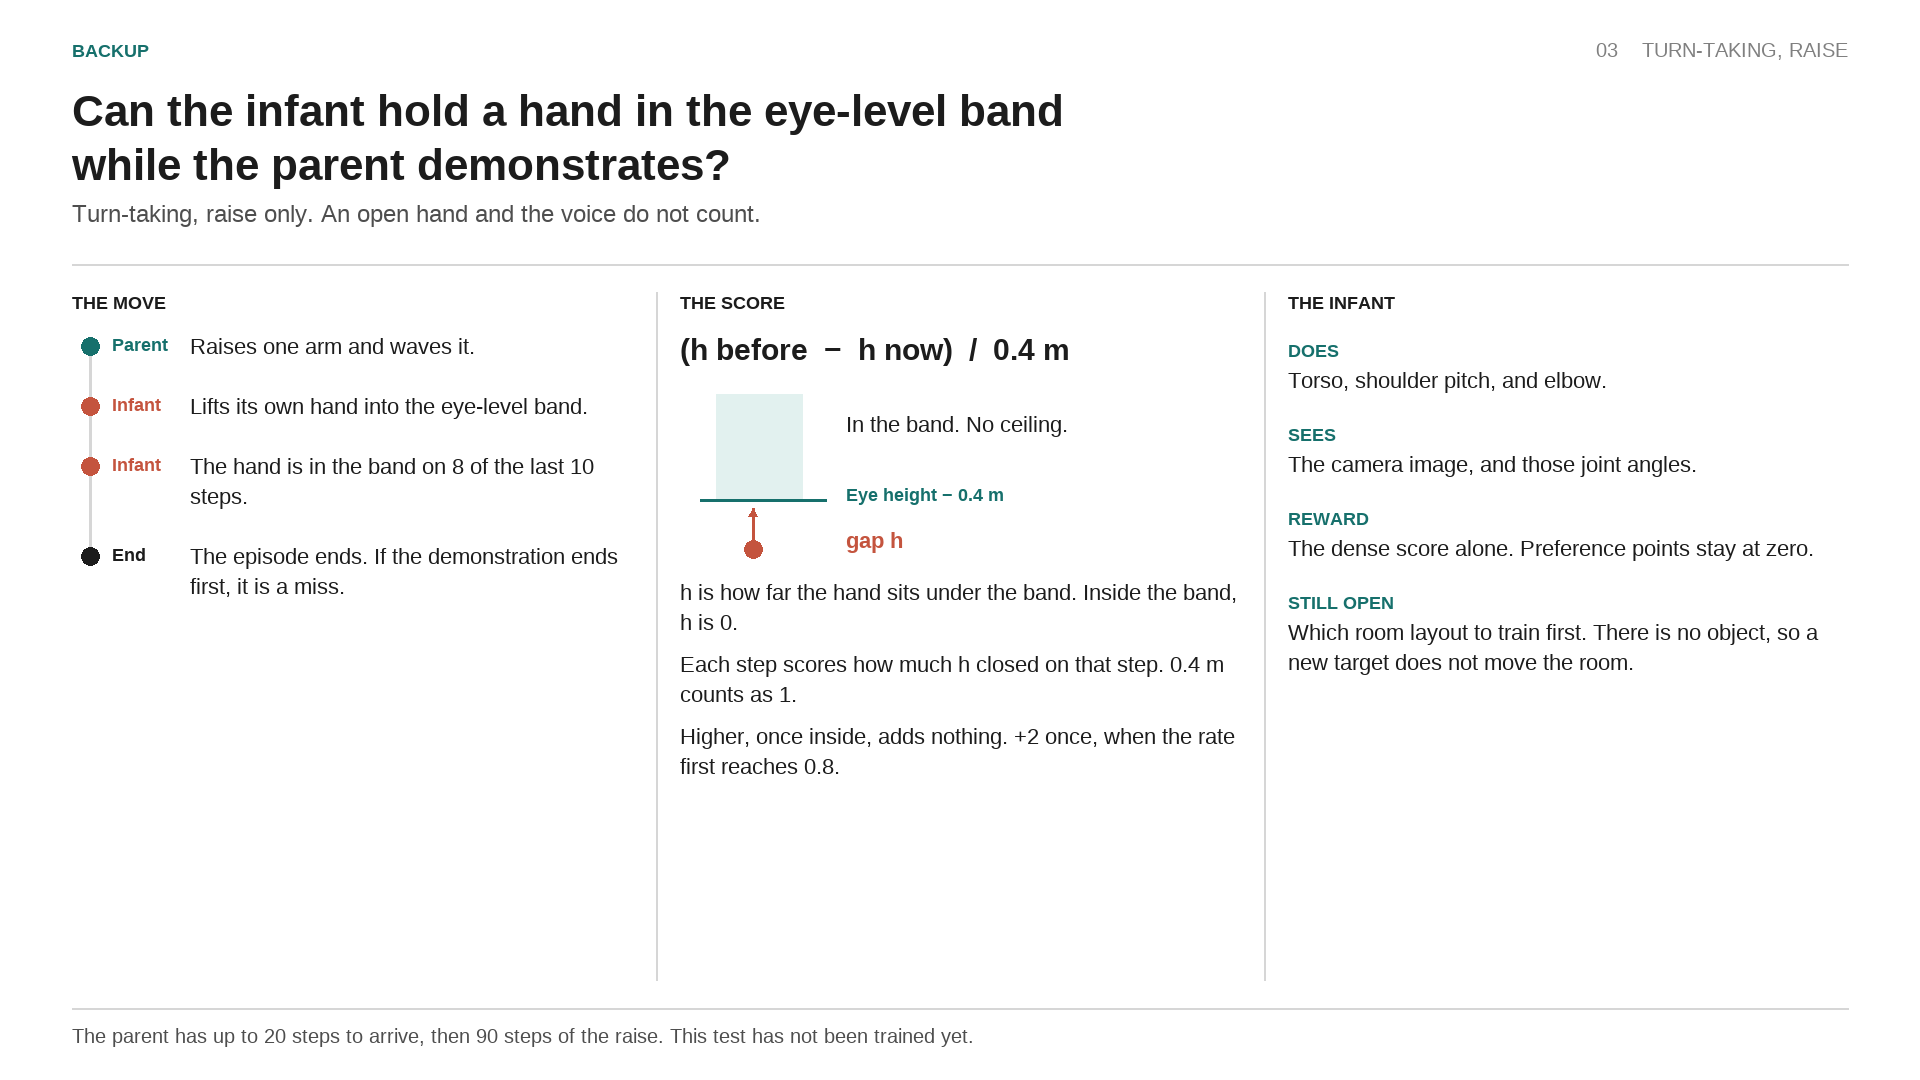 BACKUP
03 TURN-TAKING, RAISE
Can the infant hold a hand in the eye-level band
while the parent demonstrates?
Turn-taking, raise only. An open hand and the voice do not count.
THE MOVE
Parent Raises one arm and waves it.
Infant Lifts its own hand into the eye-level band.
Infant The hand is in the band on 8 of the last 10
steps.
End The episode ends. If the demonstration ends
first, it is a miss.
THE SCORE
(h before − h now) / 0.4 m
In the band. No ceiling.
Eye height − 0.4 m
gap h
h is how far the hand sits under the band. Inside the band,
h is 0.
Each step scores how much h closed on that step. 0.4 m
counts as 1.
Higher, once inside, adds nothing. +2 once, when the rate
first reaches 0.8.
THE INFANT
DOES
Torso, shoulder pitch, and elbow.
SEES
The camera image, and those joint angles.
REWARD
The dense score alone. Preference points stay at zero.
STILL OPEN
Which room layout to train first. There is no object, so a
new target does not move the room.
The parent has up to 20 steps to arrive, then 90 steps of the raise. This test has not been trained yet.